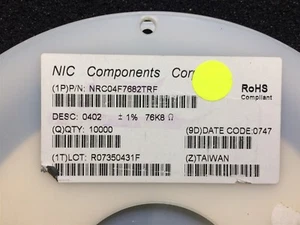 NIC Components Cor
RoHS
Compliant
(1P)P/N: NRC04F7682TRF
DESC: 0402 ± 1% 76K8 Ω
(Q)QTY: 10000
(9D)DATE CODE:0747
(1T)LOT: R07350431F
(Z)TAIWAN